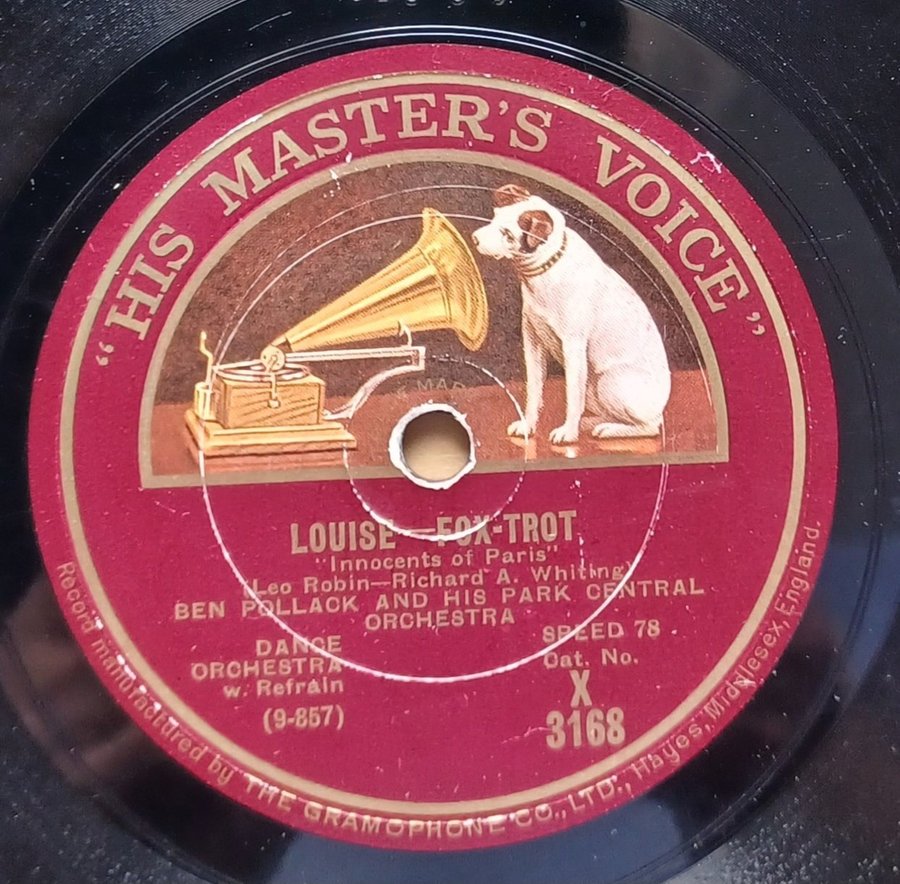 "HIS MASTER'S VOICE"
LOUISE—FOX-TROT
"Innocents of Paris"
(Leo Robin—Richard A. Whiting)
BEN POLLACK AND HIS PARK CENTRAL
ORCHESTRA
DANCE
ORCHESTRA
w. Refrain
(9-857)
SPEED 78
Cat. No.
X
3168
Record manufactured by THE GRAMOPHONE CO., LTD., Hayes, Middlesex, England.